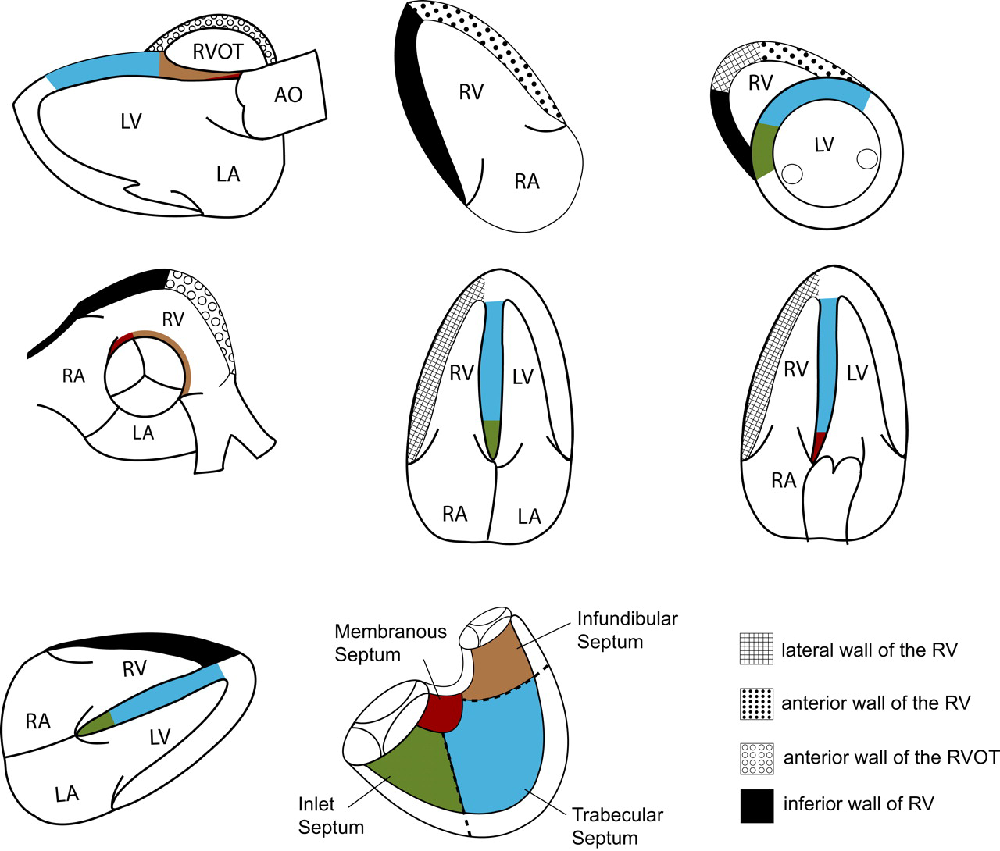 RVOT
AO
LV
LA
RV
RA
RV
LV
RV
RA
LA
RV
LV
RA
LA
RV
LV
RA
RV
RA
LV
LA
Membranous
Septum
Infundibular
Septum
Inlet
Septum
Trabecular
Septum
lateral wall of the RV
anterior wall of the RV
anterior wall of the RVOT
inferior wall of RV